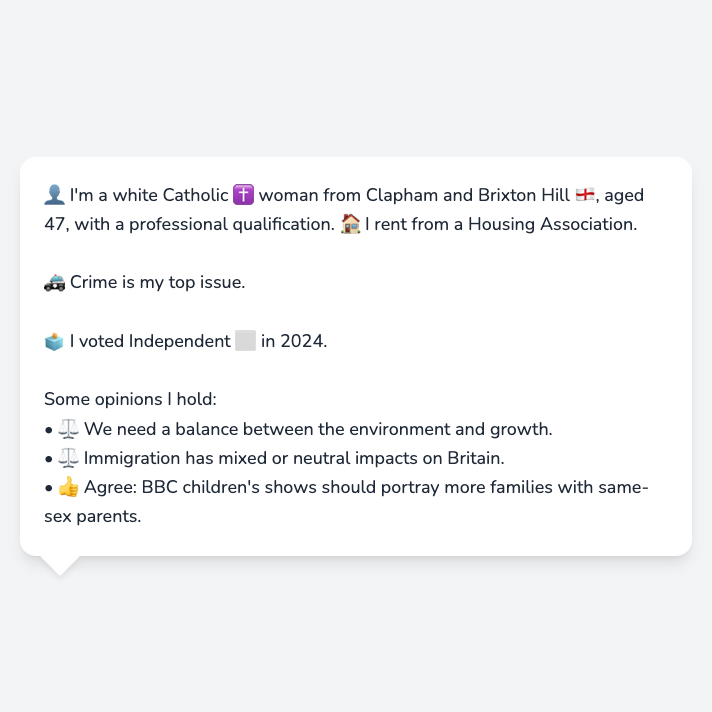 👤 I'm a white Catholic ✝️ woman from Clapham and Brixton Hill 🏴󠁧󠁢󠁥󠁮󠁧󠁿, aged
47, with a professional qualification. 🏠 I rent from a Housing Association.
🚓 Crime is my top issue.
🗳️ I voted Independent ⬜ in 2024.
Some opinions I hold:
• ⚖️ We need a balance between the environment and growth.
• ⚖️ Immigration has mixed or neutral impacts on Britain.
• 👍 Agree: BBC children's shows should portray more families with same-
sex parents.